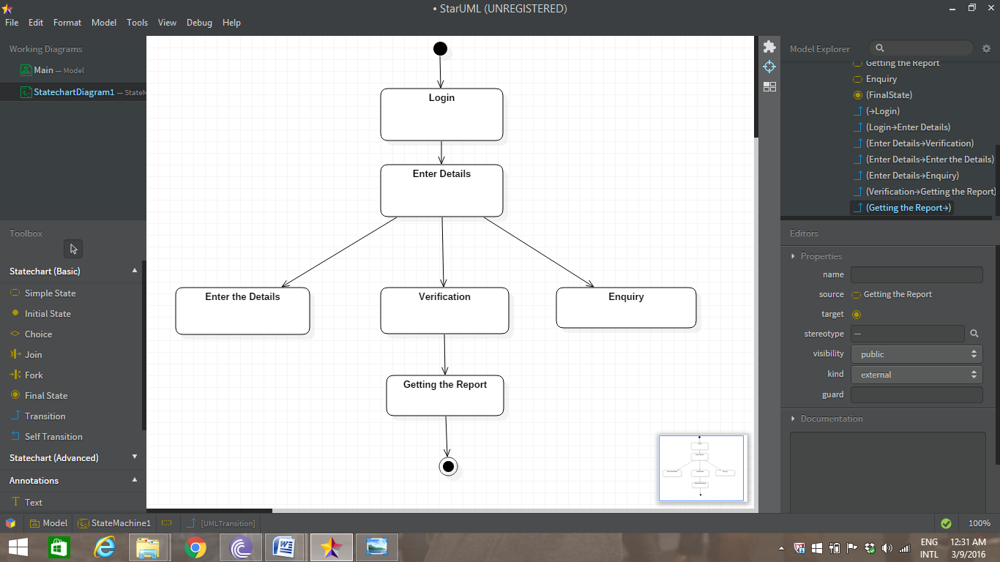 • StarUML (UNREGISTERED)
File Edit Format Model Tools View Debug Help
Working Diagrams
Main — Model
StatechartDiagram1 — StateM
Toolbox
Statechart (Basic)
Simple State
Initial State
Choice
Join
Fork
Final State
Transition
Self Transition
Statechart (Advanced)
Annotations
Text
Login
Enter Details
Enter the Details
Verification
Enquiry
Getting the Report
Model Explorer
Getting the Report
Enquiry
(FinalState)
(→Login)
(Login→Enter Details)
(Enter Details→Verification)
(Enter Details→Enter the Details)
(Enter Details→Enquiry)
(Verification→Getting the Report)
(Getting the Report→)
Editors
Properties
name
source Getting the Report
target
stereotype —
visibility public
kind external
guard
Documentation
Model StateMachine1 [UMLTransition] 100%
ENG 12:31 AM
INTL 3/9/2016